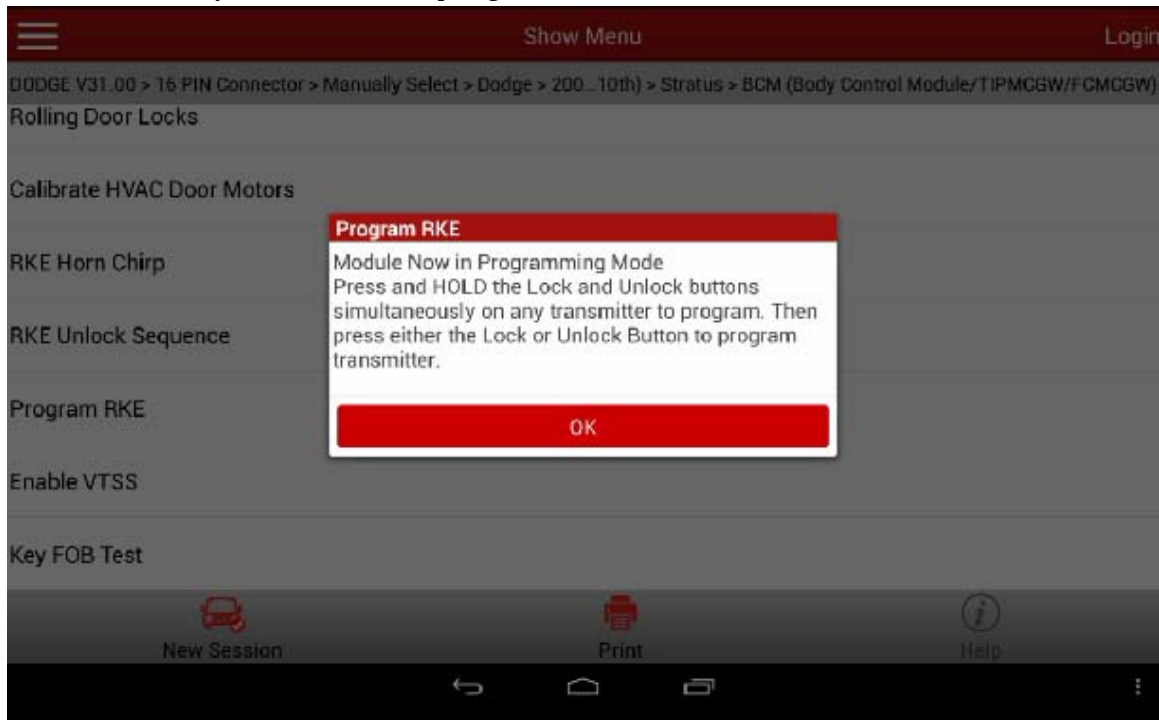 Show Menu
Login
DODGE V31.00 > 16 PIN Connector > Manually Select > Dodge > 200...10th) > Stratus > BCM (Body Control Module/TIPMCGW/FCMCGW)
Rolling Door Locks
Calibrate HVAC Door Motors
RKE Horn Chirp
RKE Unlock Sequence
Program RKE
Enable VTSS
Key FOB Test
Program RKE
Module Now in Programming Mode
Press and HOLD the Lock and Unlock buttons
simultaneously on any transmitter to program. Then
press either the Lock or Unlock Button to program
transmitter.
OK
New Session
Print
Help